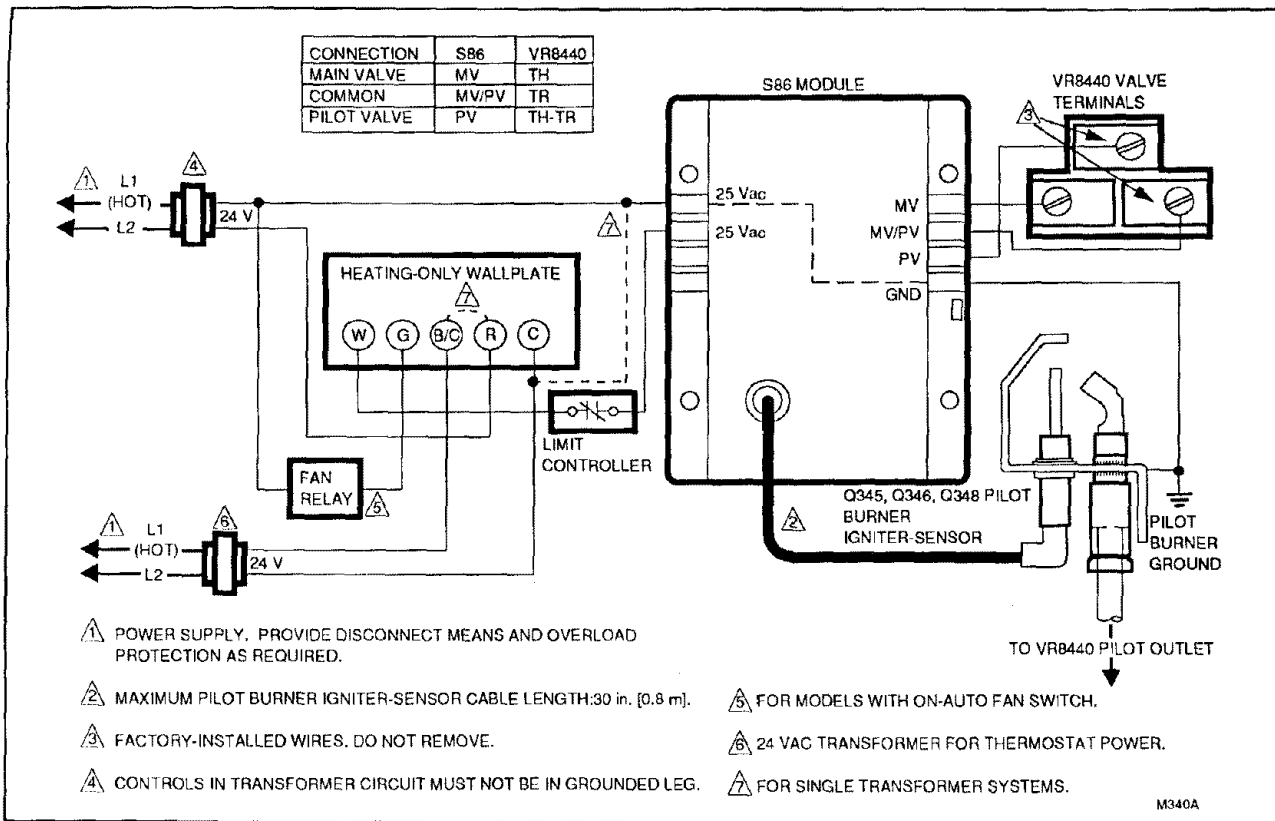 CONNECTION S86 VR8440
MAIN VALVE MV TH
COMMON MV/PV TR
PILOT VALVE PV TH-TR
S86 MODULE
VR8440 VALVE
TERMINALS
3
4
1 L1
(HOT)
L2
24 V
7
25 Vac
25 Vac
MV
MV/PV
PV
GND
HEATING-ONLY WALLPLATE
7
W G B/C R C
LIMIT
CONTROLLER
FAN
RELAY
5
1 L1
(HOT)
L2
6
24 V
2
Q345, Q346, Q348 PILOT
BURNER
IGNITER-SENSOR
PILOT
BURNER
GROUND
TO VR8440 PILOT OUTLET
1 POWER SUPPLY. PROVIDE DISCONNECT MEANS AND OVERLOAD
PROTECTION AS REQUIRED.
2 MAXIMUM PILOT BURNER IGNITER-SENSOR CABLE LENGTH:30 in. [0.8 m].
3 FACTORY-INSTALLED WIRES. DO NOT REMOVE.
4 CONTROLS IN TRANSFORMER CIRCUIT MUST NOT BE IN GROUNDED LEG.
5 FOR MODELS WITH ON-AUTO FAN SWITCH.
6 24 VAC TRANSFORMER FOR THERMOSTAT POWER.
7 FOR SINGLE TRANSFORMER SYSTEMS.
M340A